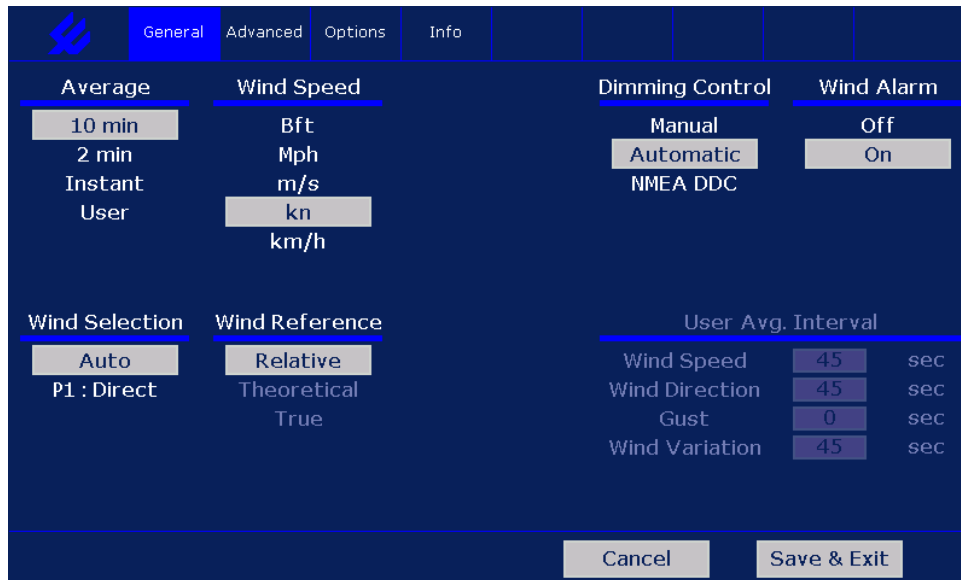 General Advanced Options Info
Average Wind Speed Dimming Control Wind Alarm
10 min Bft Manual Off
2 min Mph Automatic On
Instant m/s NMEA DDC
User kn
km/h
Wind Selection Wind Reference User Avg. Interval
Auto Relative Wind Speed 45 sec
P1 : Direct Theoretical Wind Direction 45 sec
True Gust 0 sec
Wind Variation 45 sec
Cancel Save & Exit